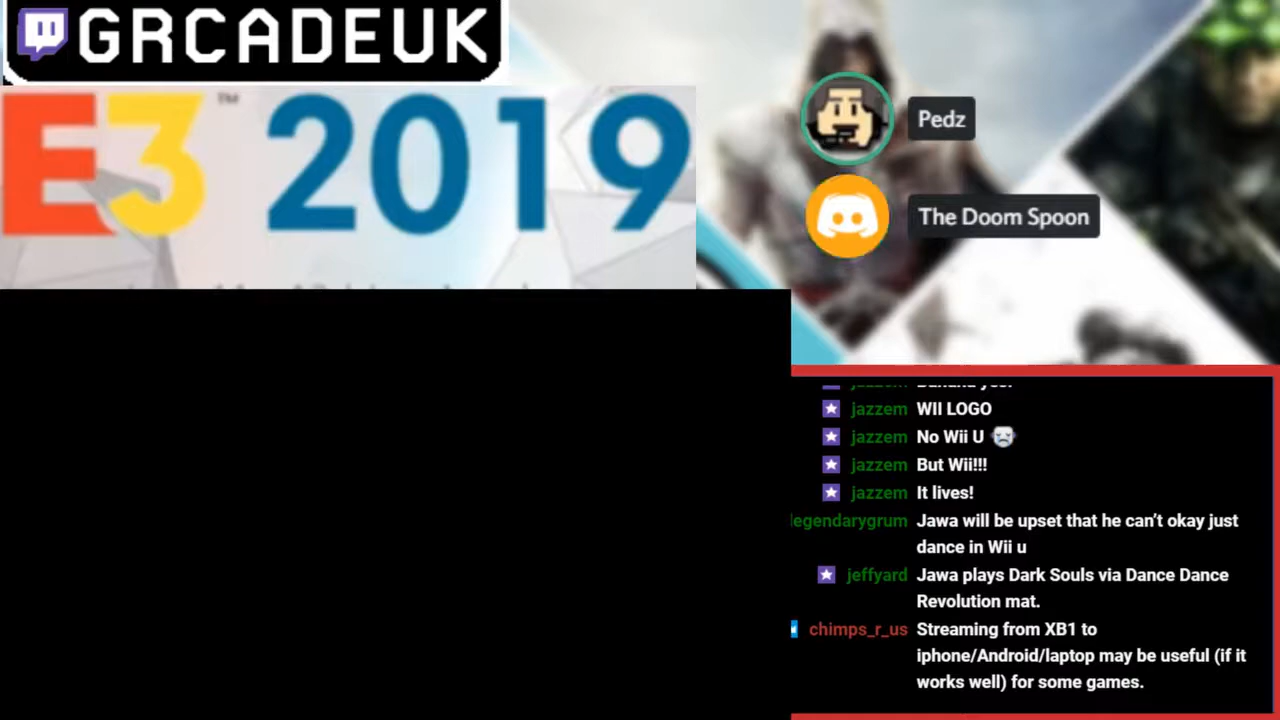 GRCADEUK
E3™ 2019
Pedz
The Doom Spoon
jazzem WII LOGO
jazzem No Wii U
jazzem But Wii!!!
jazzem It lives!
legendarygrum Jawa will be upset that he can’t okay just
dance in Wii u
jeffyard Jawa plays Dark Souls via Dance Dance
Revolution mat.
chimps_r_us Streaming from XB1 to
iphone/Android/laptop may be useful (if it
works well) for some games.